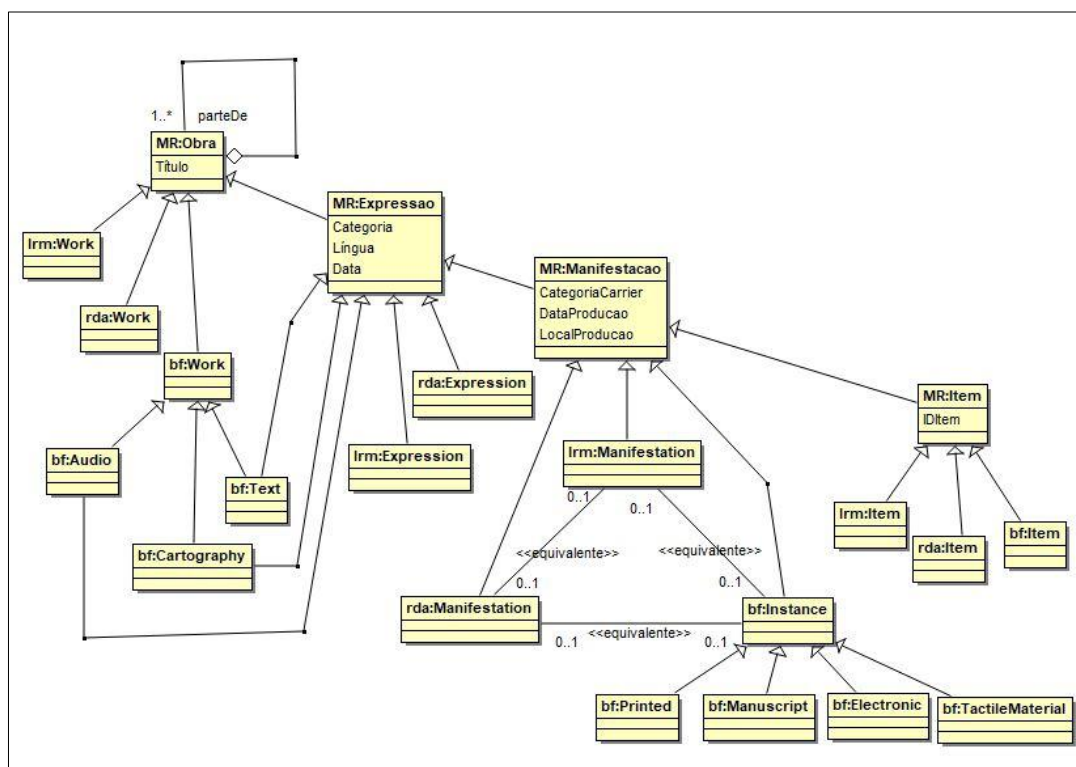 1..* parteDe
MR:Obra
Título
MR:Expressao
Categoria
Língua
Data
lrm:Work
MR:Manifestacao
CategoriaCarrier
DataProducao
LocalProducao
rda:Work
bf:Work
rda:Expression
MR:Item
IDItem
bf:Audio
lrm:Expression
lrm:Manifestation
bf:Text
0..1
0..1
lrm:Item
bf:Item
rda:Item
bf:Cartography
<<equivalente>>
<<equivalente>>
0..1
0..1
rda:Manifestation
bf:Instance
0..1
<<equivalente>>
0..1
bf:Printed
bf:Manuscript
bf:Electronic
bf:TactileMaterial